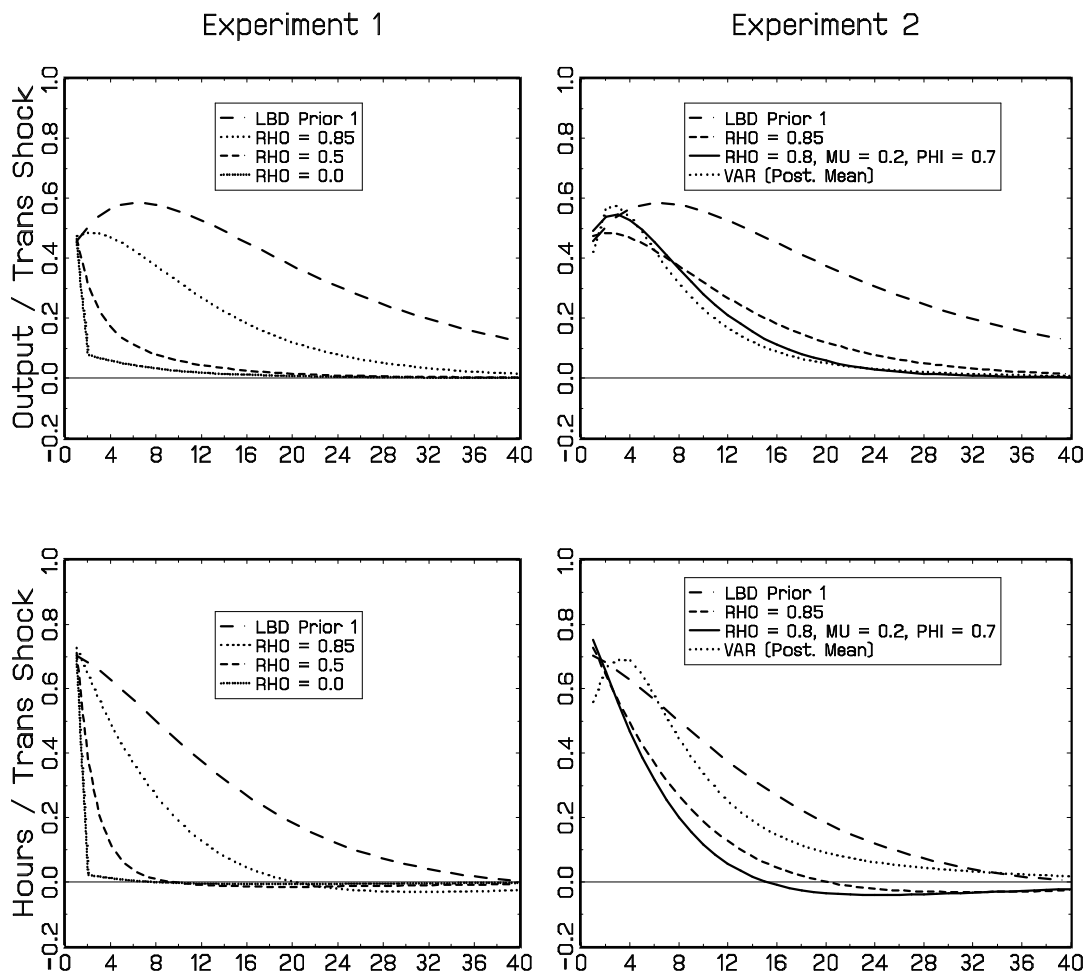 Experiment 1
Experiment 2
Output / Trans Shock
1.0
0.8
0.6
0.4
0.2
0.0
-0.2
LBD Prior 1
RHO = 0.85
RHO = 0.5
RHO = 0.0
0 4 8 12 16 20 24 28 32 36 40
1.0
0.8
0.6
0.4
0.2
0.0
-0.2
LBD Prior 1
RHO = 0.85
RHO = 0.8, MU = 0.2, PHI = 0.7
VAR (Post. Mean)
0 4 8 12 16 20 24 28 32 36 40
Hours / Trans Shock
1.0
0.8
0.6
0.4
0.2
0.0
-0.2
LBD Prior 1
RHO = 0.85
RHO = 0.5
RHO = 0.0
0 4 8 12 16 20 24 28 32 36 40
1.0
0.8
0.6
0.4
0.2
0.0
-0.2
LBD Prior 1
RHO = 0.85
RHO = 0.8, MU = 0.2, PHI = 0.7
VAR (Post. Mean)
0 4 8 12 16 20 24 28 32 36 40